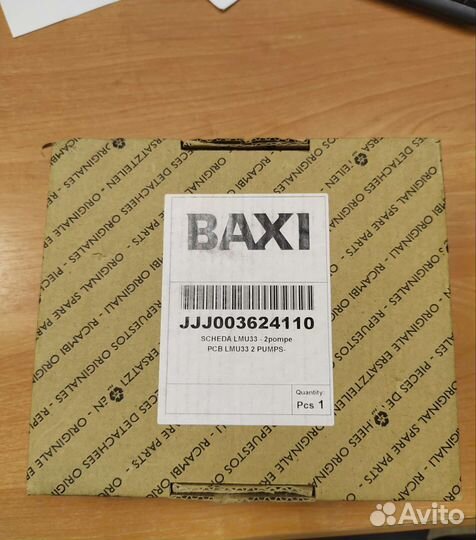 BAXI
JJJ003624110
SCHEDA LMU33 - 2pompe
PCB LMU33 2 PUMPS-
Quantity:
Pcs 1
ORIGINALES - PIECES DETACHEES
ORIGINALE ERSATZTEILEN
ORIGINALI - RICAMBI
ORIGINAL SPARE PARTS
REPUESTOS ORIGINALES
Avito